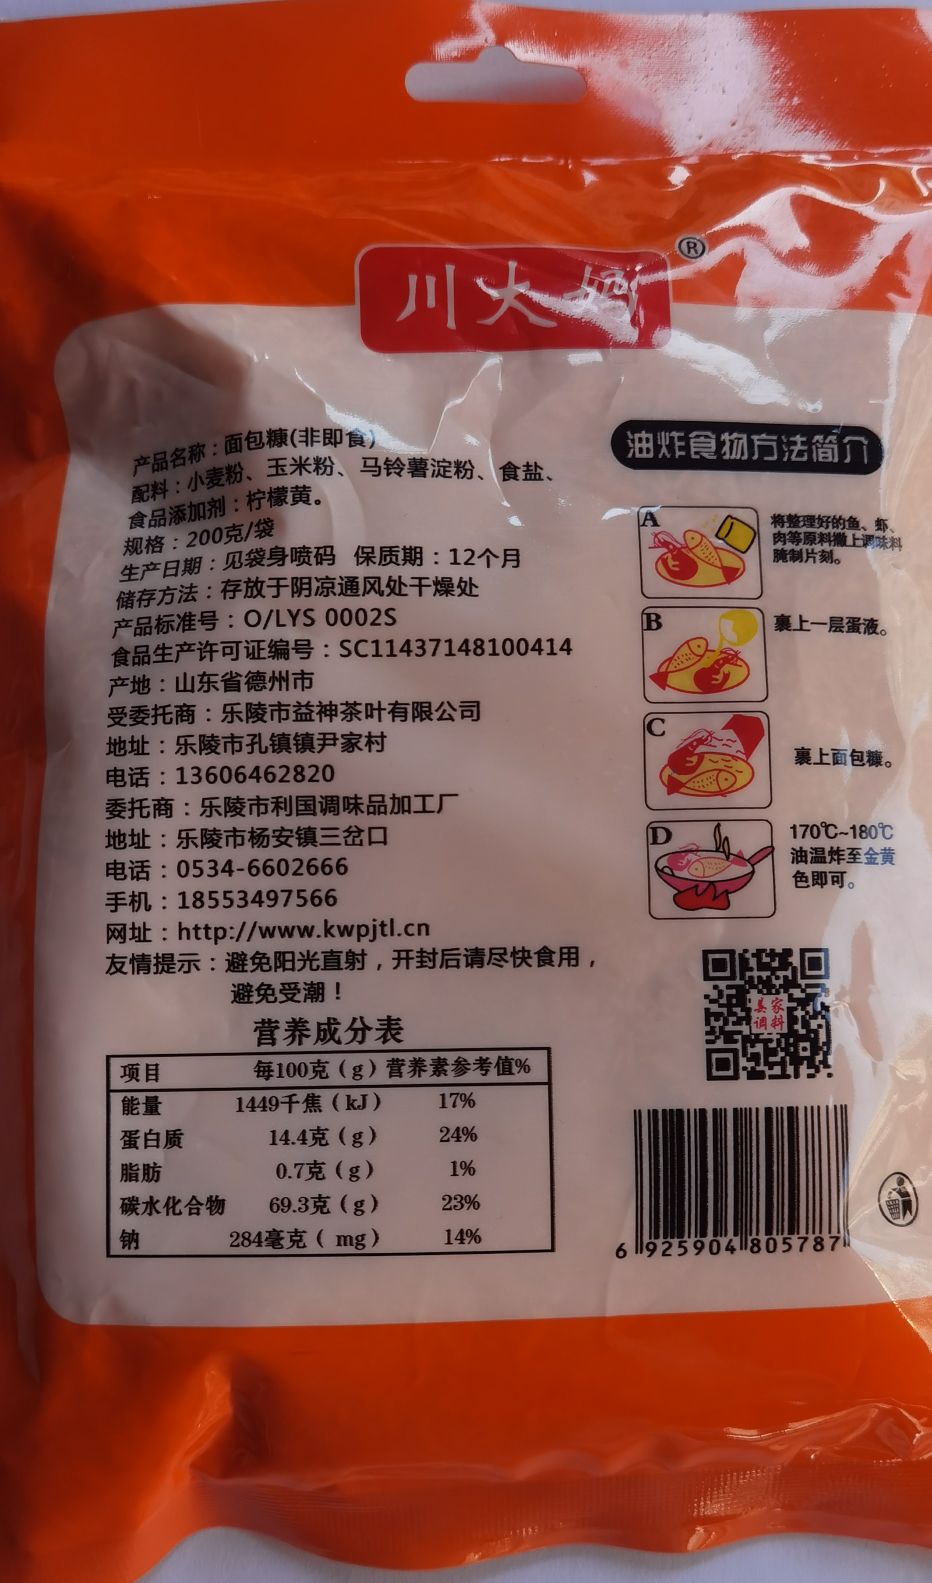 川大妈®
产品名称：面包糠(非即食)
配料：小麦粉、玉米粉、马铃薯淀粉、食盐、
食品添加剂：柠檬黄。
规格：200克/袋
生产日期：见袋身喷码 保质期：12个月
储存方法：存放于阴凉通风处干燥处
产品标准号：O/LYS 0002S
食品生产许可证编号：SC11437148100414
产地：山东省德州市
受委托商：乐陵市益神茶叶有限公司
地址：乐陵市孔镇镇尹家村
电话：13606462820
委托商：乐陵市利国调味品加工厂
地址：乐陵市杨安镇三岔口
电话：0534-6602666
手机：18553497566
网址：http://www.kwpjtl.cn
友情提示：避免阳光直射，开封后请尽快食用，
避免受潮！
营养成分表
项目 每100克（g）营养素参考值%
能量 1449千焦（kJ） 17%
蛋白质 14.4克（g） 24%
脂肪 0.7克（g） 1%
碳水化合物 69.3克（g） 23%
钠 284毫克（mg） 14%
油炸食物方法简介
A
将整理好的鱼、虾、
肉等原料撒上调味料
腌制片刻。
B
裹上一层蛋液。
C
裹上面包糠。
D
170℃~180℃
油温炸至金黄
色即可。
姜家
调料
6 925904 805787